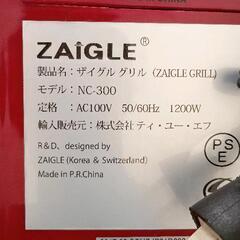 ZAIGLE®
製品名：ザイグル グリル（ZAIGLE GRILL）
モデル：NC-300
定格：AC100V 50/60Hz 1200W
輸入販売元：株式会社 ティ・ユー・エフ
R＆D、designed by
ZAIGLE (Korea & Switzerland)
Made in P.R.China
PS
E